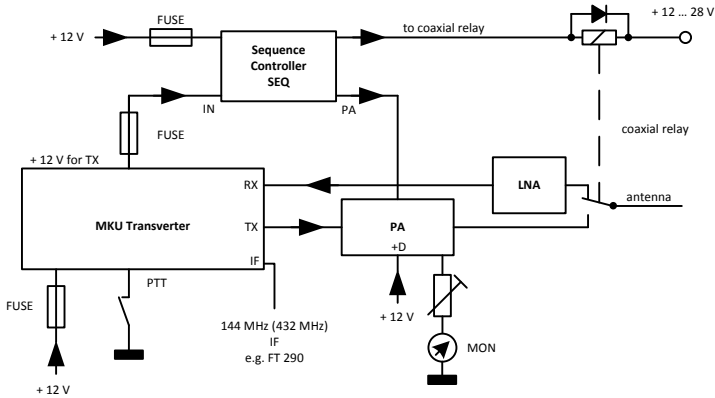 FUSE
+ 12 V
Sequence
Controller
SEQ
to coaxial relay
+ 12 ... 28 V
IN
PA
FUSE
coaxial relay
+ 12 V for TX
RX
LNA
antenna
MKU Transverter
TX
PA
+D
IF
FUSE
PTT
+ 12 V
144 MHz (432 MHz)
IF
e.g. FT 290
MON
+ 12 V